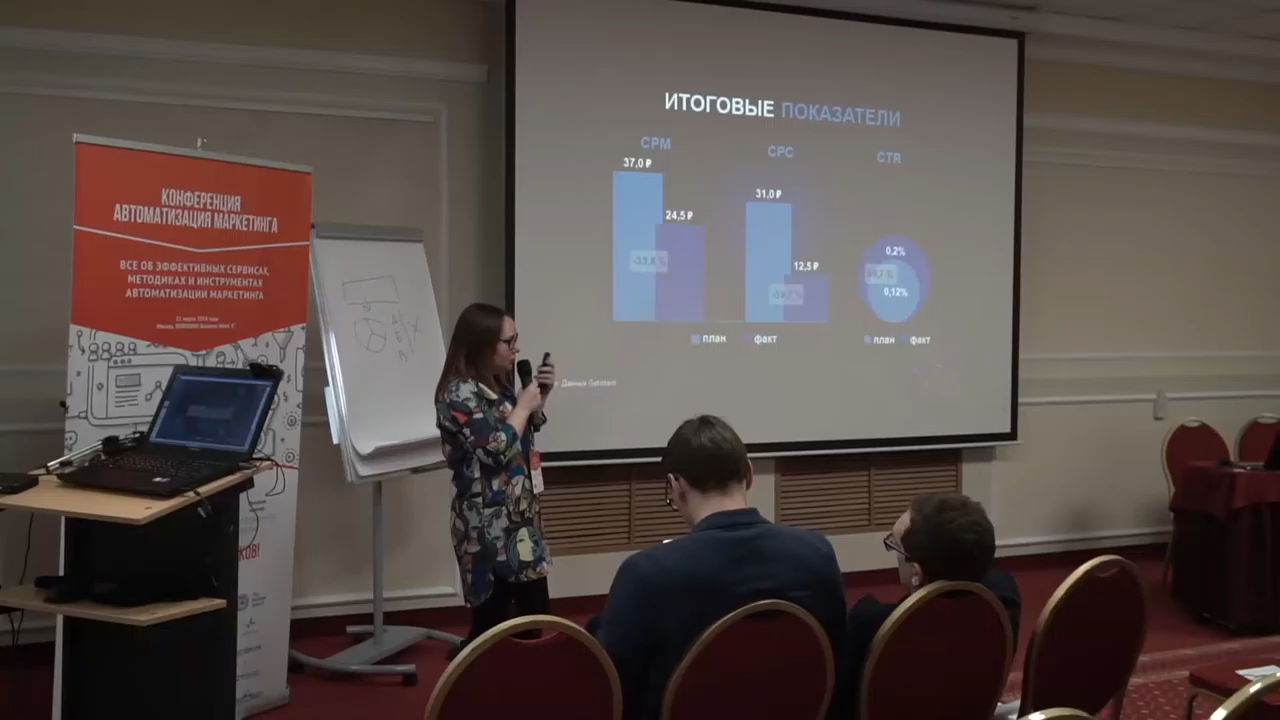 ИТОГОВЫЕ ПОКАЗАТЕЛИ
CPM
CPC
CTR
37,0 ₽
24,5 ₽
31,0 ₽
12,5 ₽
0,2%
0,12%
план
факт
план
факт
КОНФЕРЕНЦИЯ
АВТОМАТИЗАЦИЯ МАРКЕТИНГА
ВСЕ ОБ ЭФФЕКТИВНЫХ СЕРВИСАХ,
МЕТОДИКАХ И ИНСТРУМЕНТАХ
АВТОМАТИЗАЦИИ МАРКЕТИНГА
КОВ!